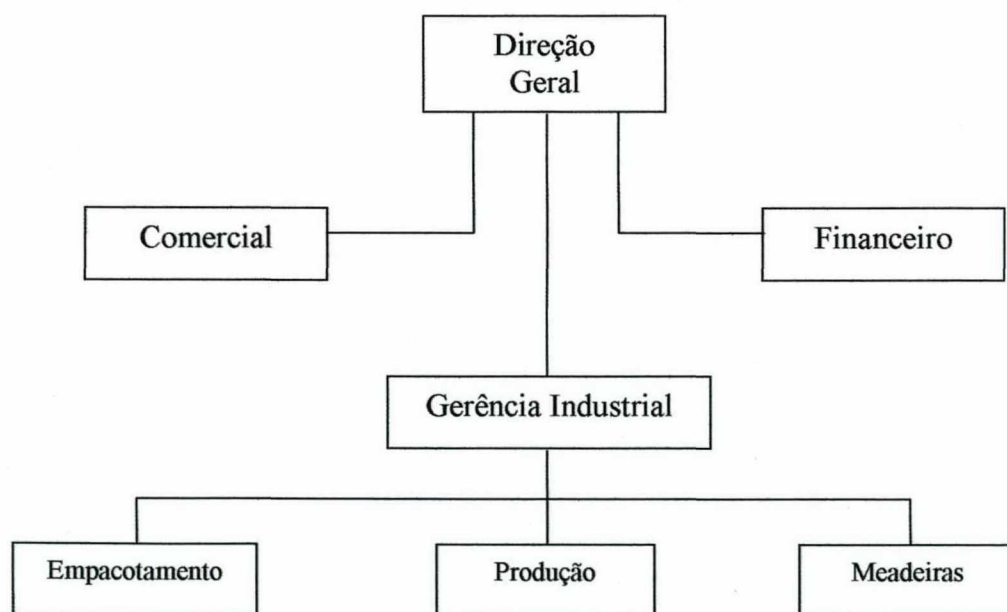 Direção
Geral
Comercial
Financeiro
Gerência Industrial
Empacotamento
Produção
Meadeiras